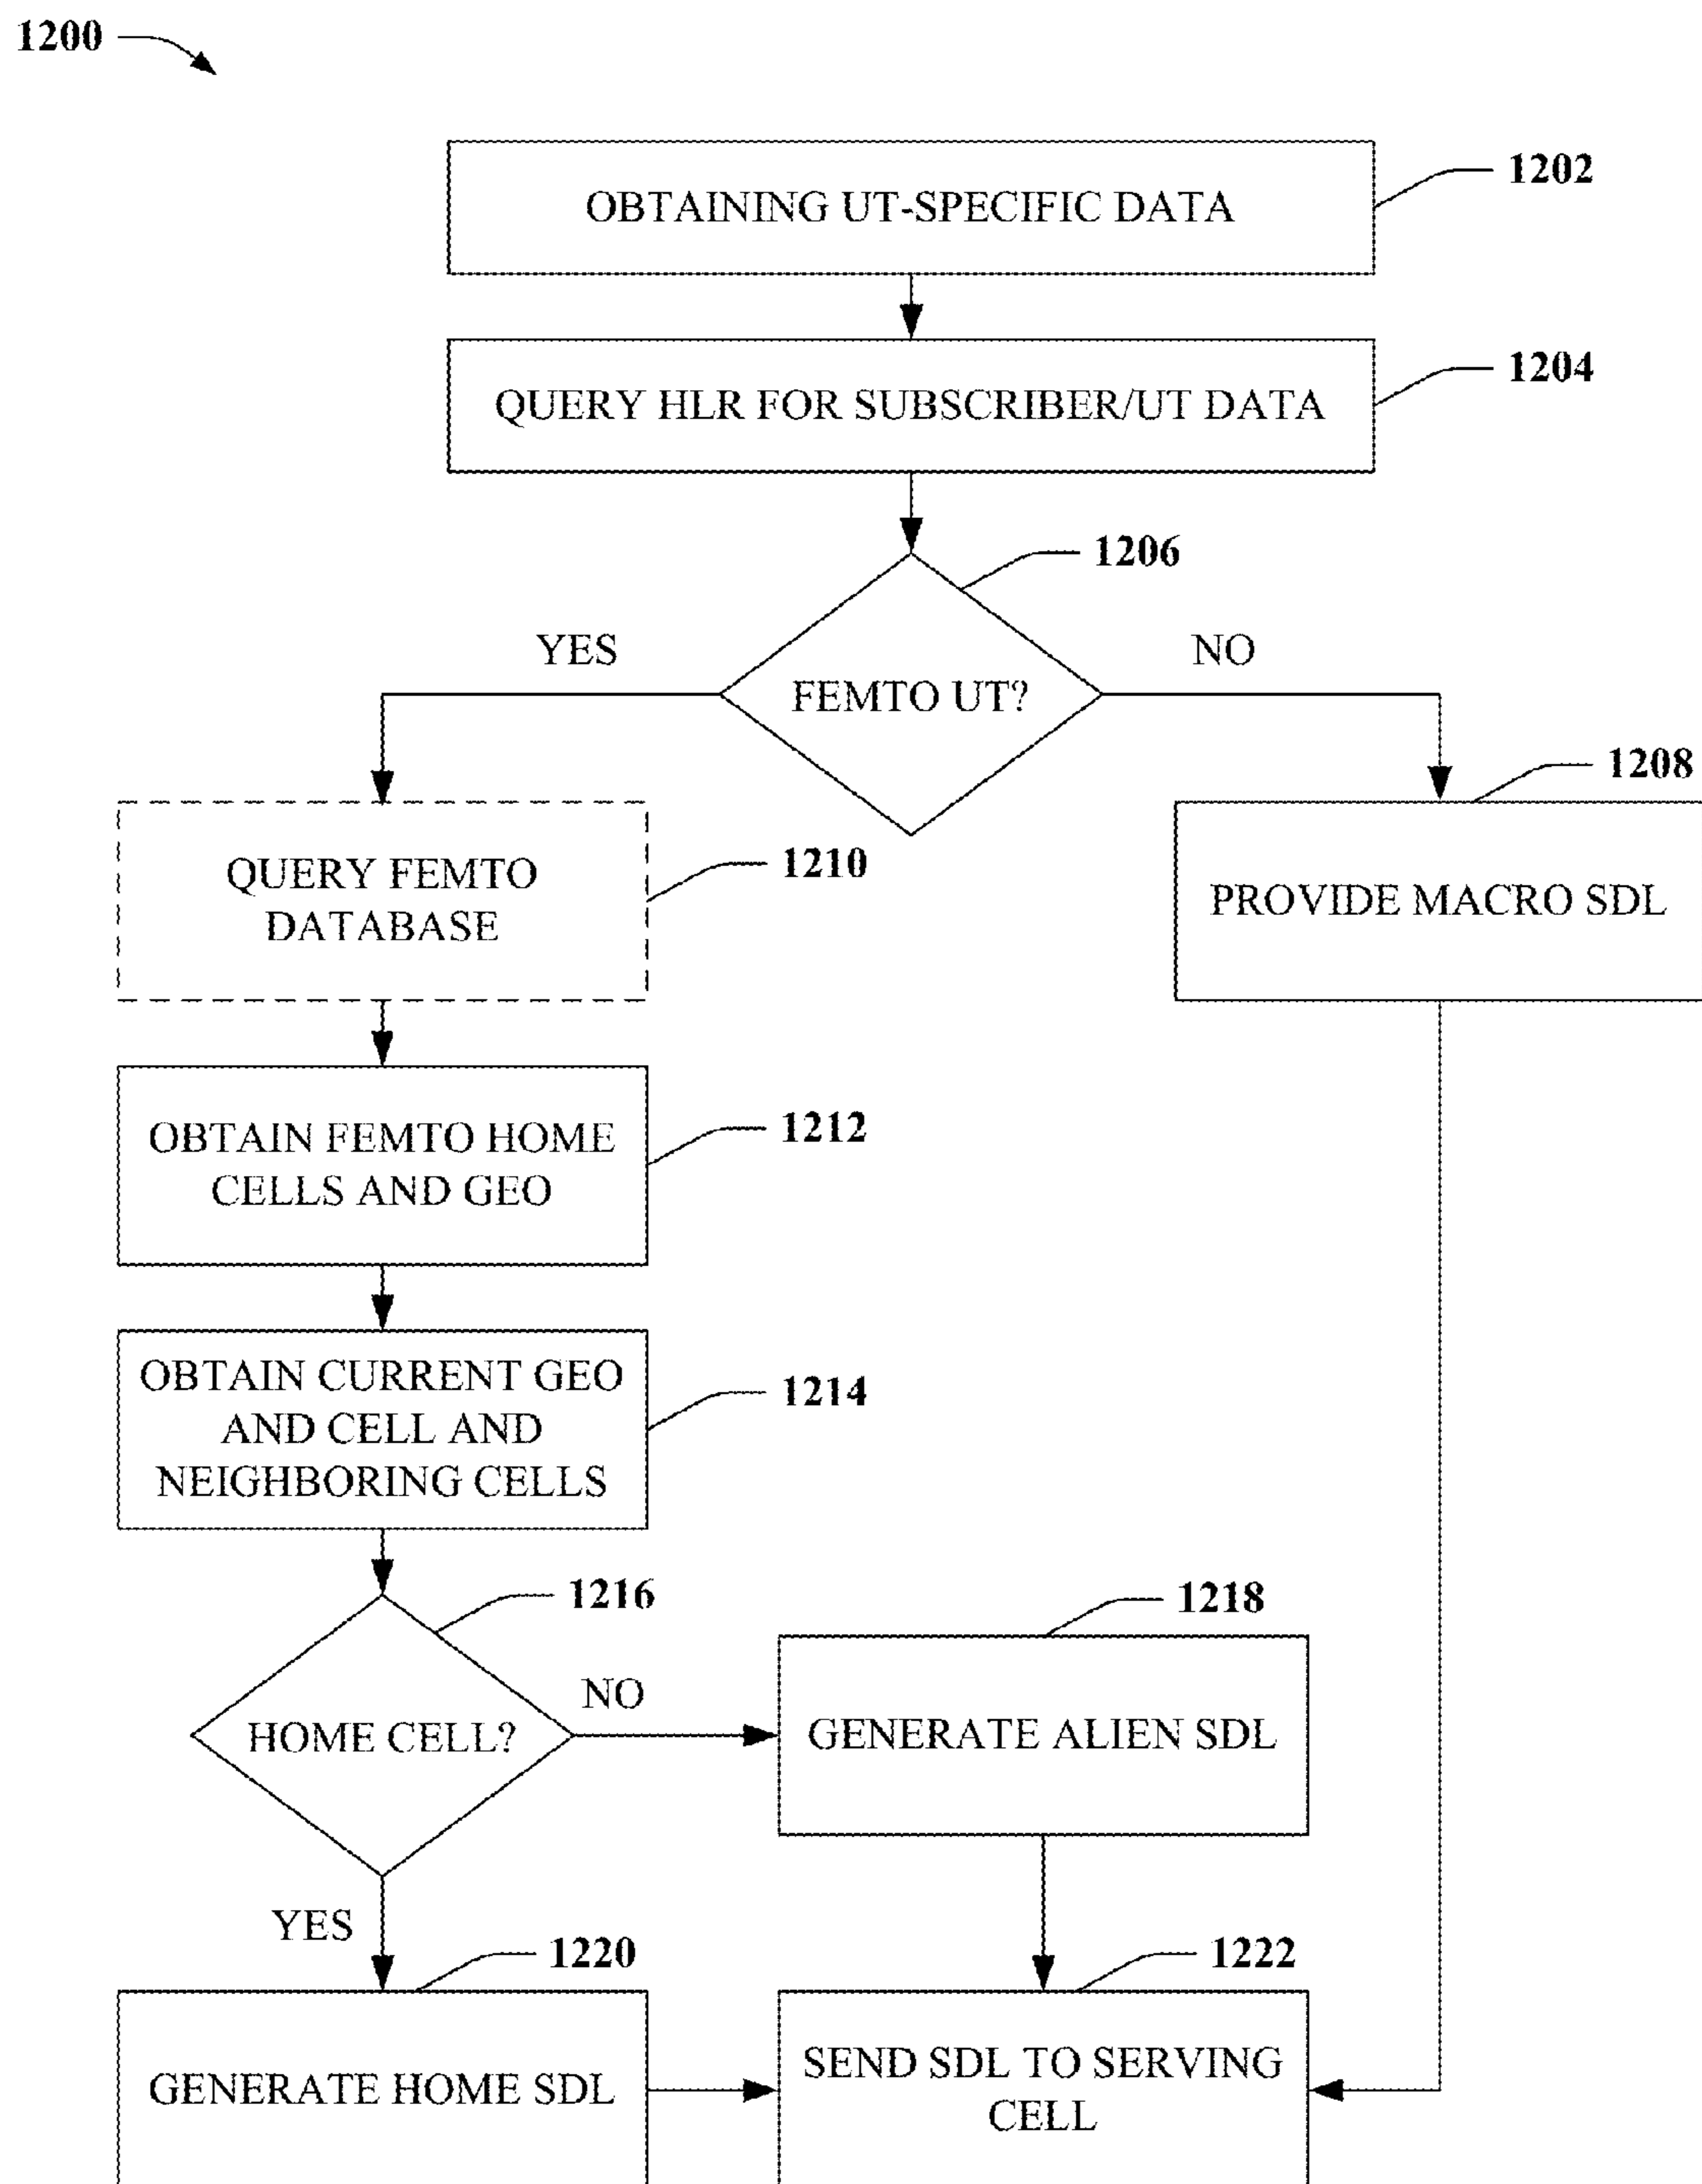 1200
OBTAINING UT-SPECIFIC DATA
1202
QUERY HLR FOR SUBSCRIBER/UT DATA
1204
1206
YES
NO
FEMTO UT?
1208
QUERY FEMTO
DATABASE
1210
PROVIDE MACRO SDL
OBTAIN FEMTO HOME
CELLS AND GEO
1212
OBTAIN CURRENT GEO
AND CELL AND
NEIGHBORING CELLS
1214
1216
1218
NO
HOME CELL?
GENERATE ALIEN SDL
YES
1220
1222
GENERATE HOME SDL
SEND SDL TO SERVING
CELL